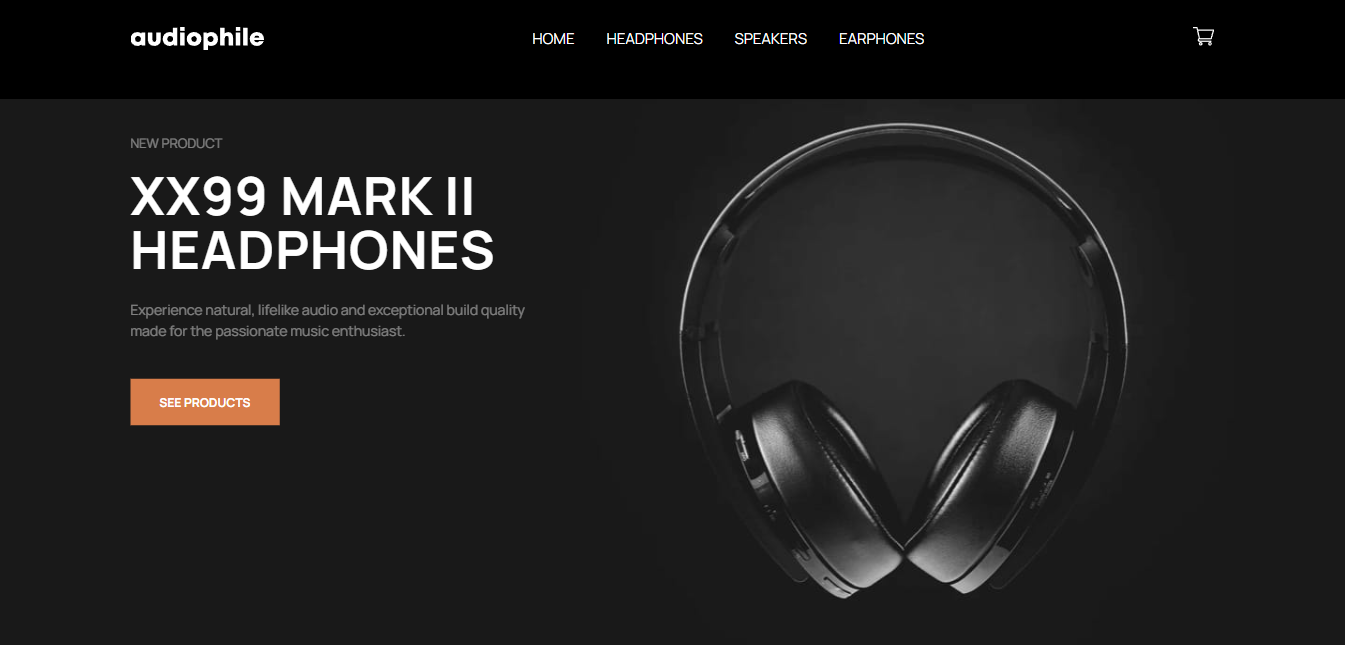 audiophile
HOME HEADPHONES SPEAKERS EARPHONES
NEW PRODUCT
XX99 MARK II
HEADPHONES
Experience natural, lifelike audio and exceptional build quality
made for the passionate music enthusiast.
SEE PRODUCTS